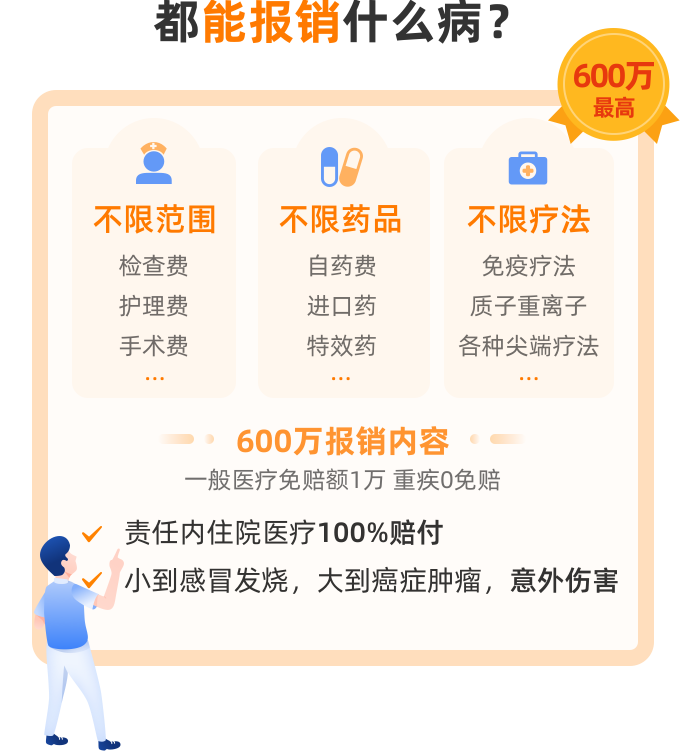 都能报销什么病？
600万
最高
不限范围
检查费
护理费
手术费
...
不限药品
自药费
进口药
特效药
...
不限疗法
免疫疗法
质子重离子
各种尖端疗法
...
600万报销内容
一般医疗免赔额1万 重疾0免赔
责任内住院医疗100%赔付
小到感冒发烧，大到癌症肿瘤，意外伤害